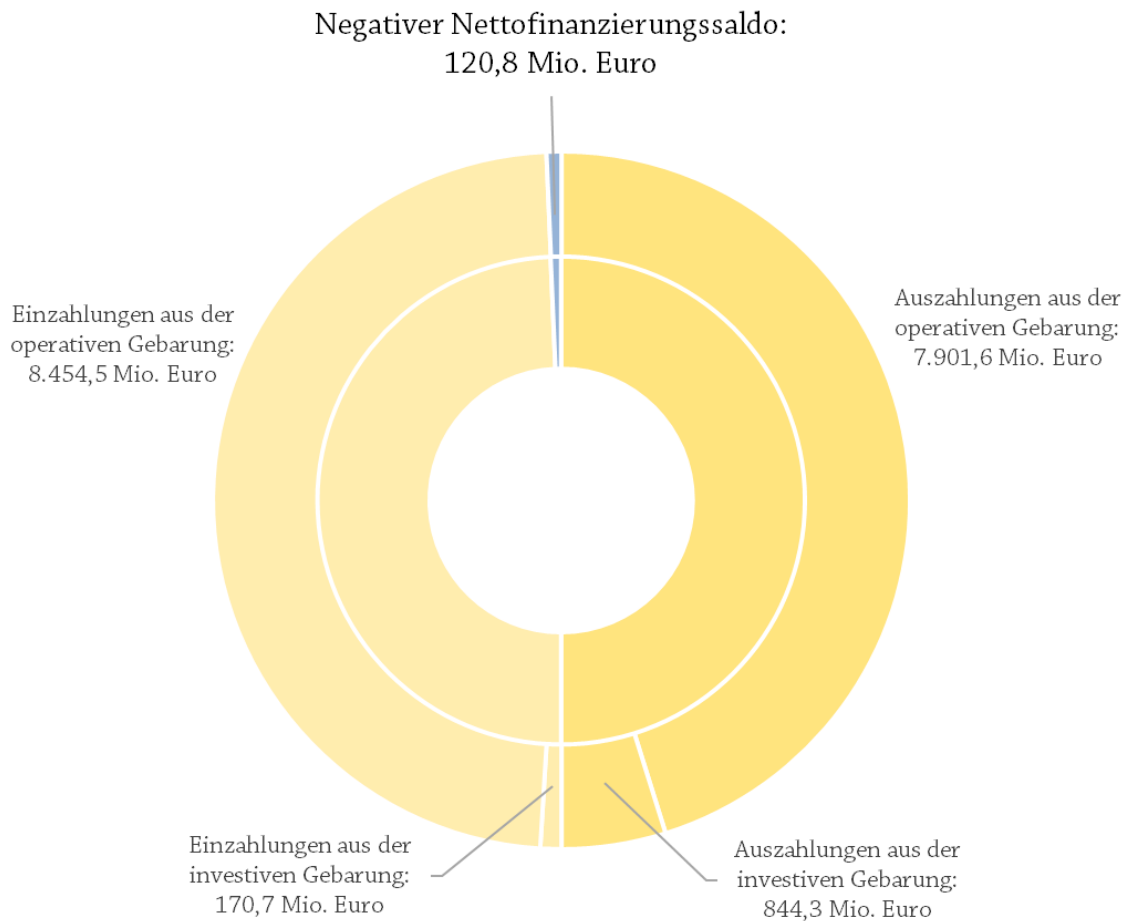 Negativer Nettofinanzierungssaldo:
120,8 Mio. Euro
Einzahlungen aus der
operativen Gebarung:
8.454,5 Mio. Euro
Auszahlungen aus der
operativen Gebarung:
7.901,6 Mio. Euro
Einzahlungen aus der
investiven Gebarung:
170,7 Mio. Euro
Auszahlungen aus der
investiven Gebarung:
844,3 Mio. Euro